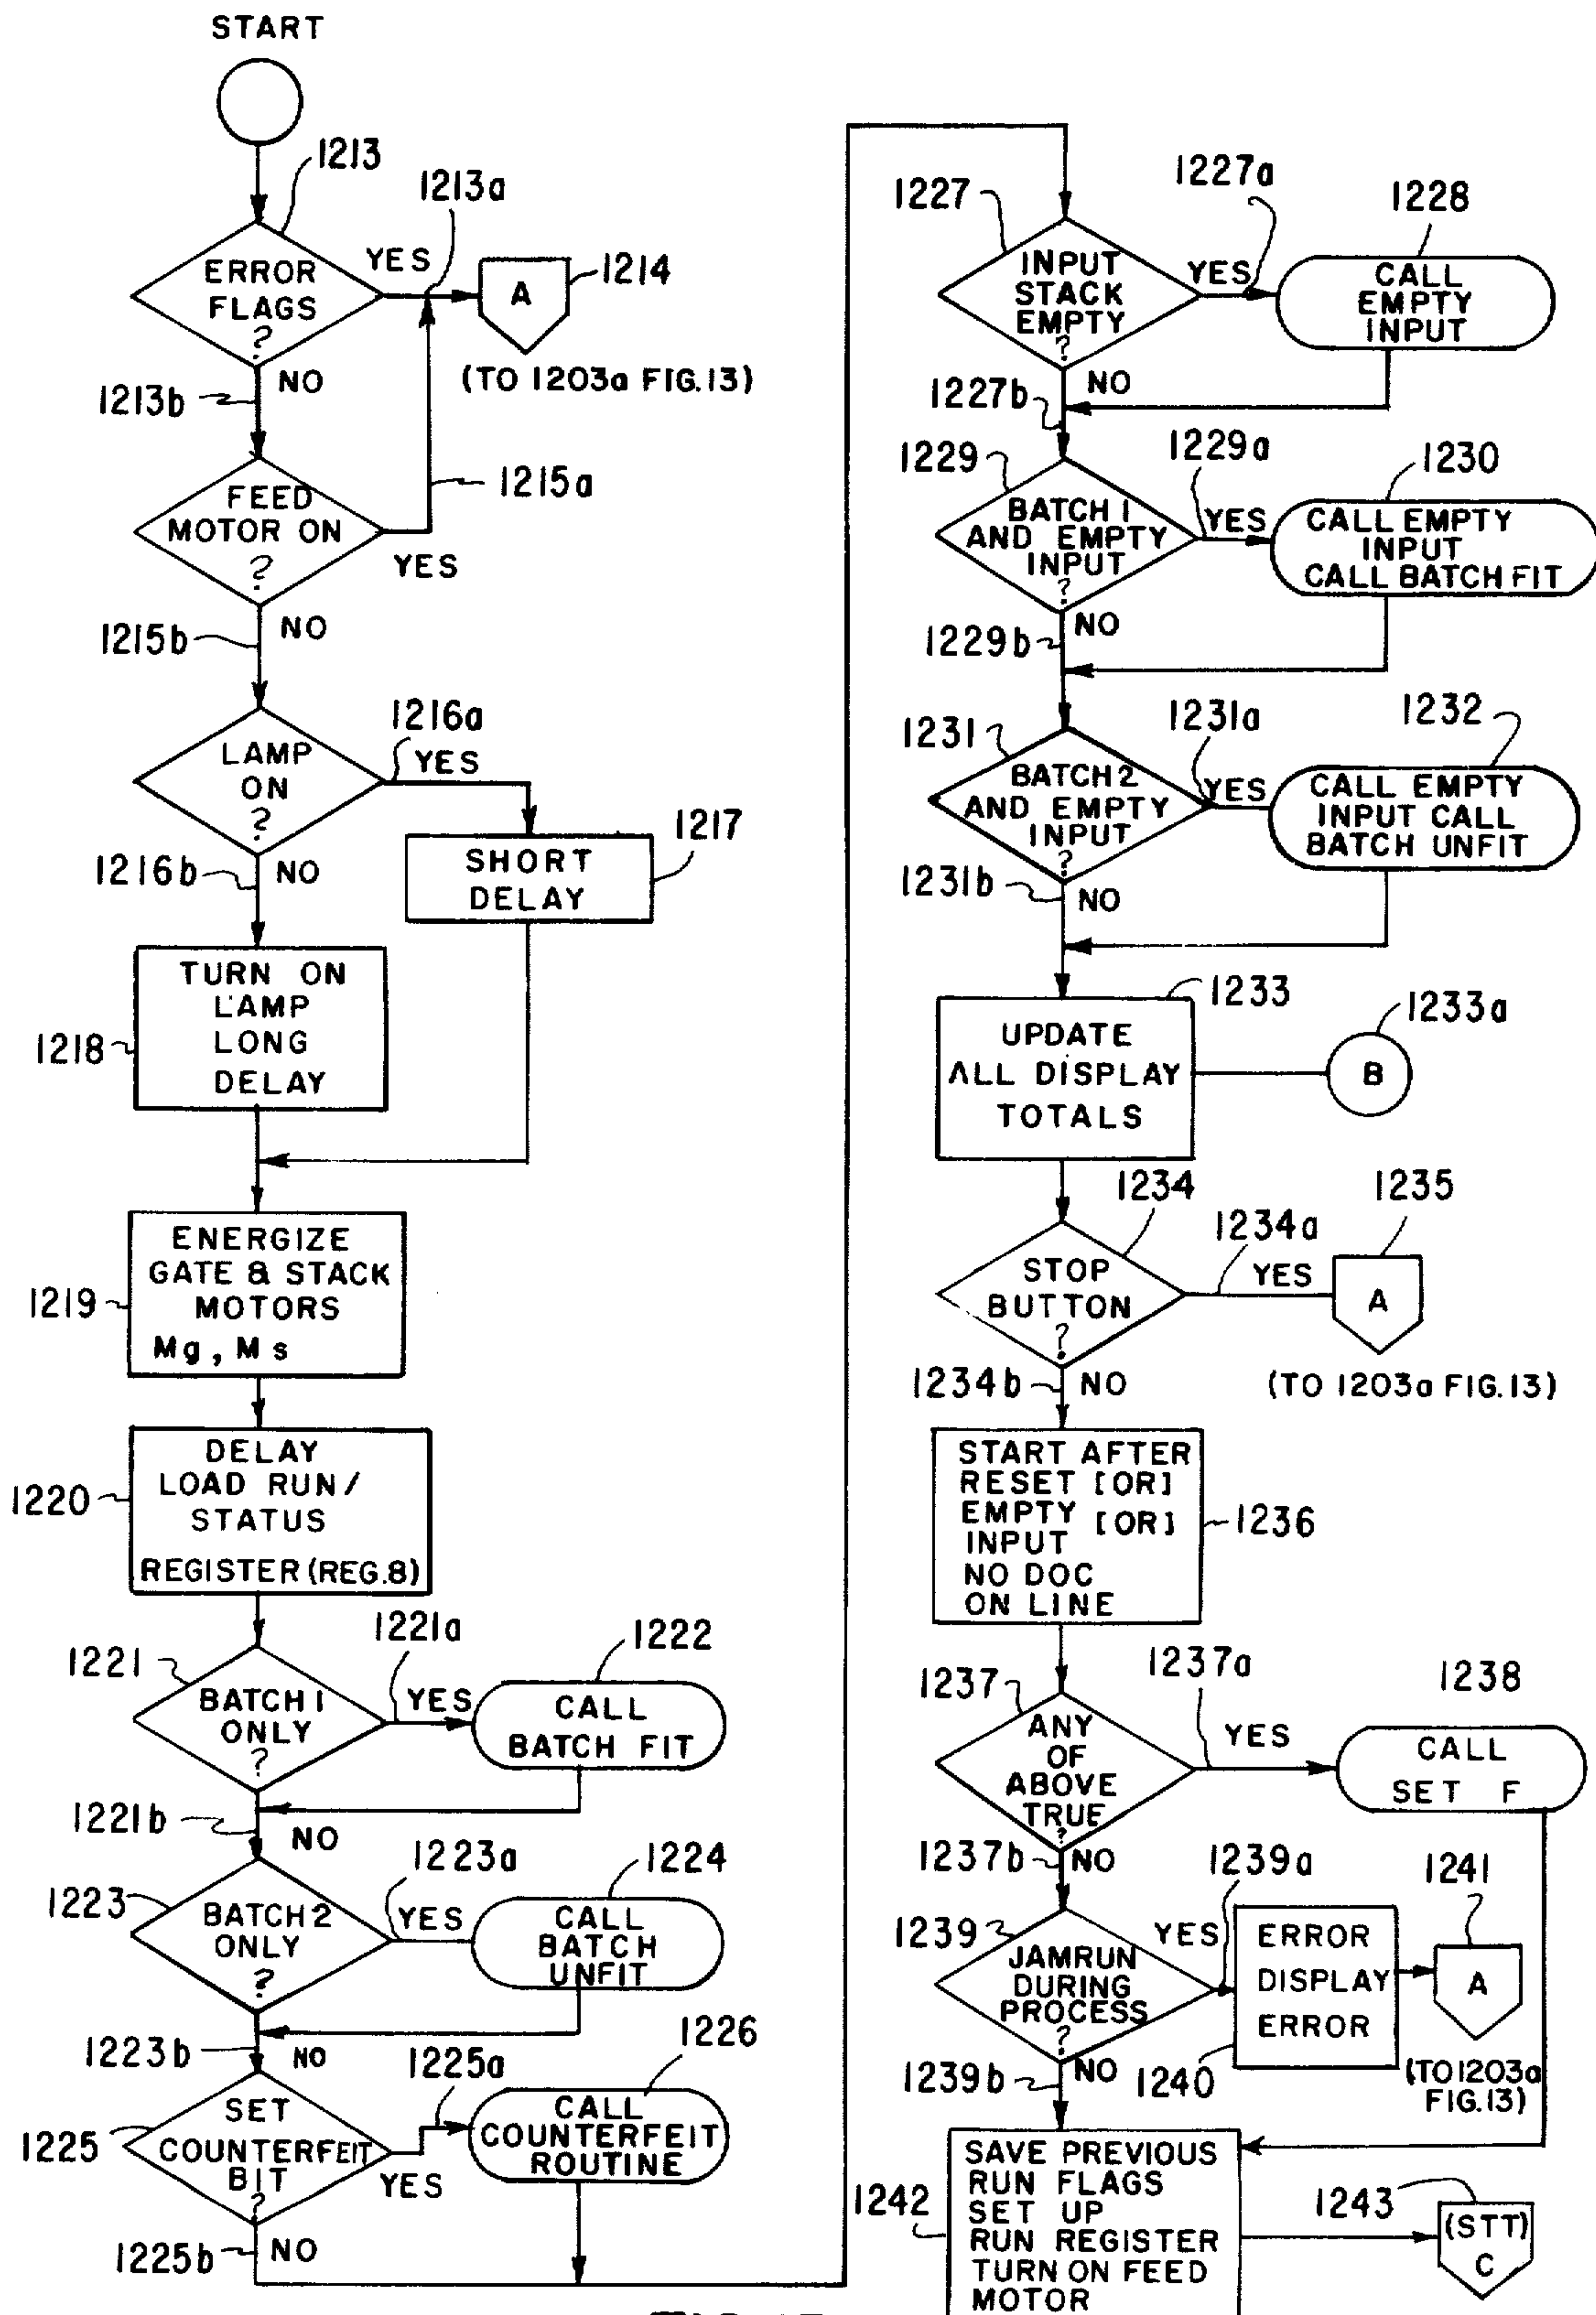 START
1213
1213a
ERROR
FLAGS
?
YES
A
1214
(TO 1203a FIG.13)
1213b
NO
FEED
MOTOR ON
?
YES
1215a
1215b
NO
LAMP
ON
?
1216a
YES
1217
SHORT
DELAY
1216b
NO
TURN ON
LAMP
LONG
DELAY
1218
ENERGIZE
GATE & STACK
MOTORS
Mg, Ms
1219
DELAY
LOAD RUN/
STATUS
REGISTER (REG.8)
1220
1221
BATCH 1
ONLY
?
1221a
YES
1222
CALL
BATCH FIT
1221b
NO
1223
BATCH 2
ONLY
?
1223a
YES
1224
CALL
BATCH
UNFIT
1223b
NO
1225
SET
COUNTERFEIT
BIT
?
1225a
YES
1226
CALL
COUNTERFEIT
ROUTINE
1225b
NO
1227
INPUT
STACK
EMPTY
?
1227a
YES
1228
CALL
EMPTY
INPUT
1227b
NO
1229
BATCH 1
AND EMPTY
INPUT
?
1229a
YES
1230
CALL EMPTY
INPUT
CALL BATCH FIT
1229b
NO
1231
BATCH 2
AND EMPTY
INPUT
?
1231a
YES
1232
CALL EMPTY
INPUT CALL
BATCH UNFIT
1231b
NO
1233
UPDATE
ALL DISPLAY
TOTALS
1233a
B
1234
STOP
BUTTON
?
1234a
YES
1235
A
(TO 1203a FIG.13)
1234b
NO
START AFTER
RESET [OR]
EMPTY [OR]
INPUT
NO DOC
ON LINE
1236
1237
ANY
OF
ABOVE
TRUE
?
1237a
YES
1238
CALL
SET F
1237b
NO
1239
JAMRUN
DURING
PROCESS
?
1239a
YES
ERROR
DISPLAY
ERROR
1240
1241
A
(TO 1203a
FIG.13)
1239b
NO
SAVE PREVIOUS
RUN FLAGS
SET UP
RUN REGISTER
TURN ON FEED
MOTOR
1242
1243
(STT)
C